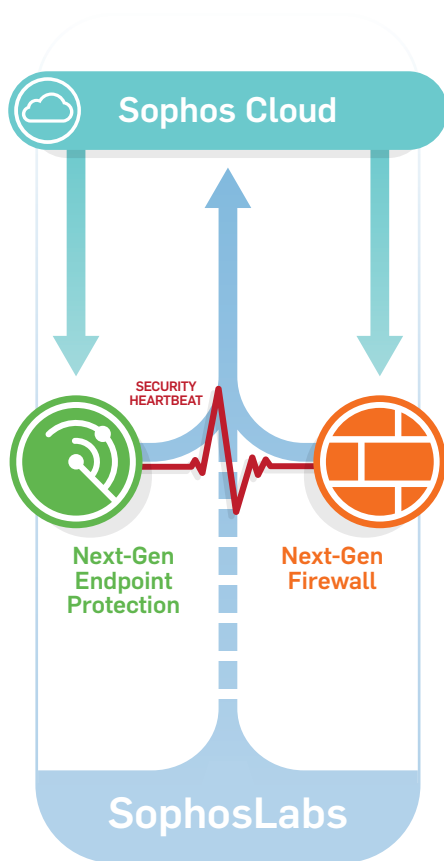 Sophos Cloud
SECURITY
HEARTBEAT
Next-Gen
Endpoint
Protection
Next-Gen
Firewall
SophosLabs